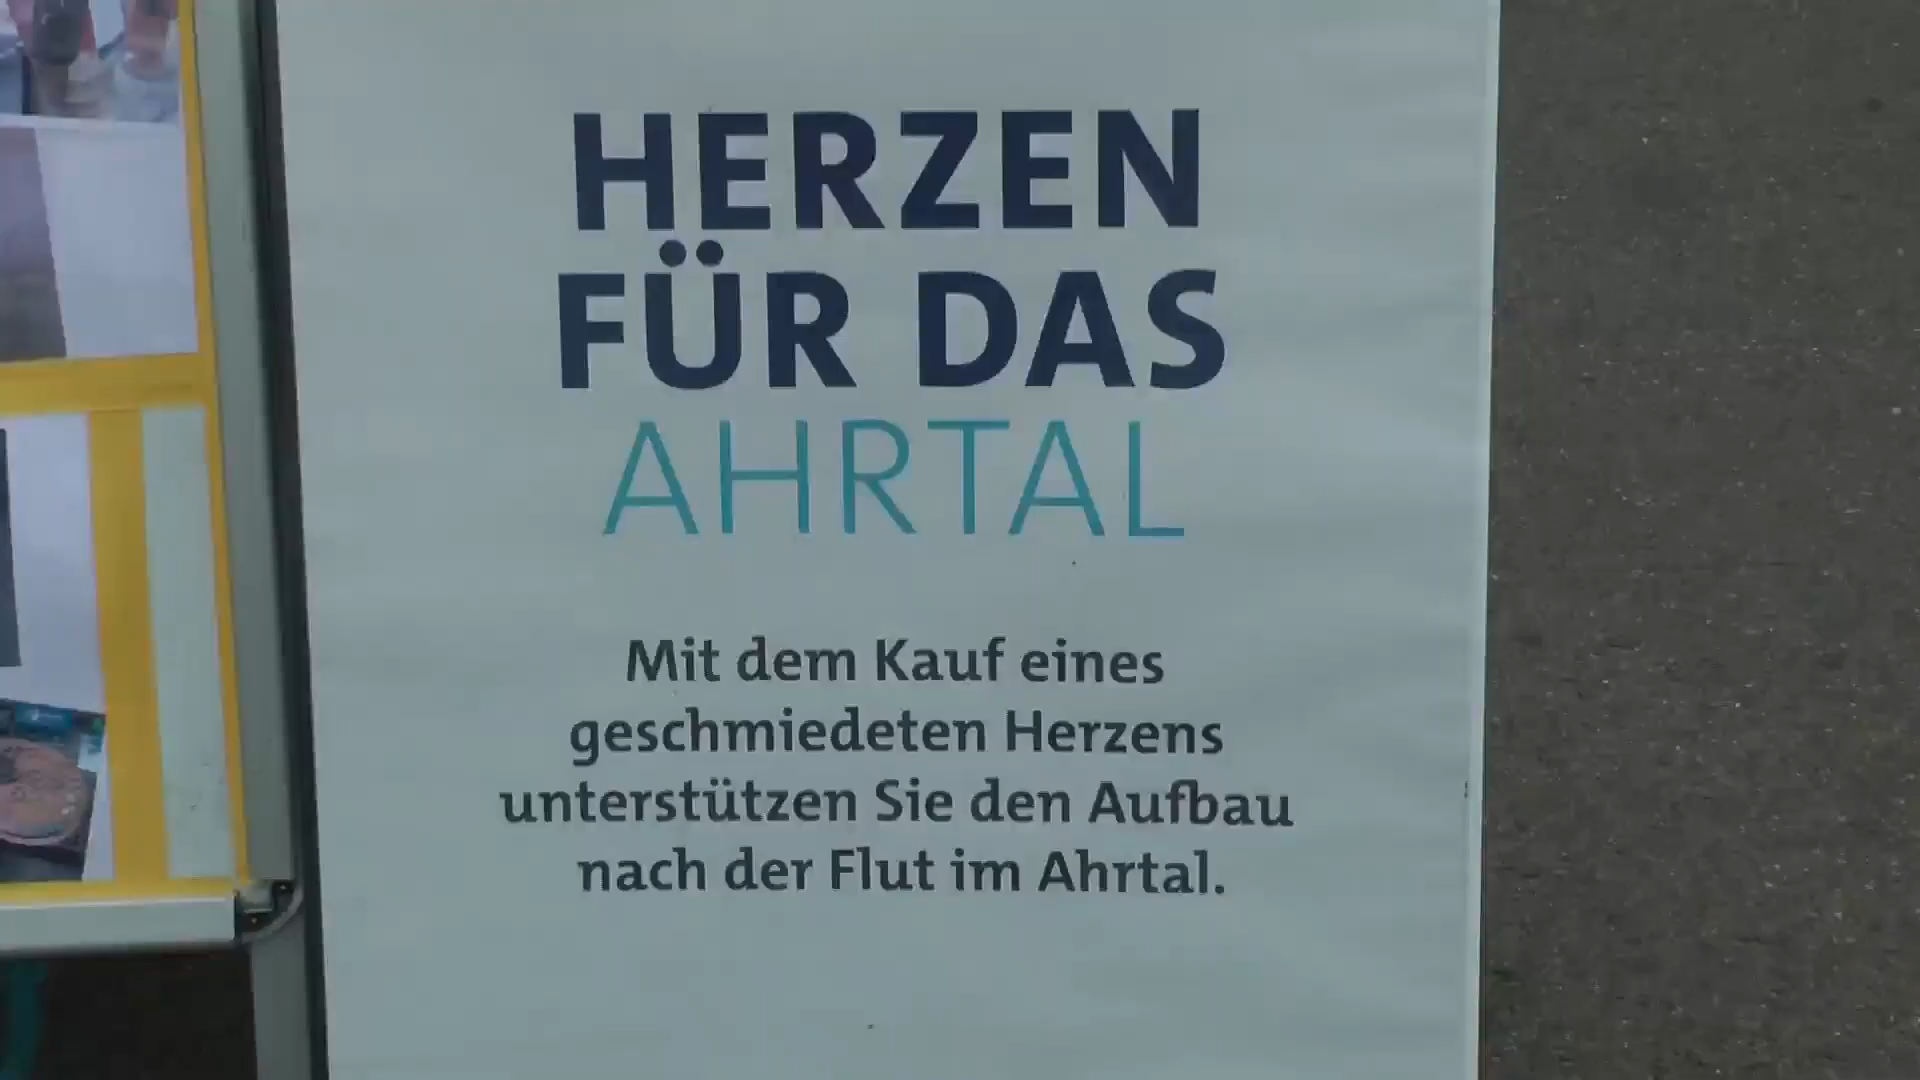 HERZEN
FÜR DAS
AHRTAL
Mit dem Kauf eines
geschmiedeten Herzens
unterstützen Sie den Aufbau
nach der Flut im Ahrtal.